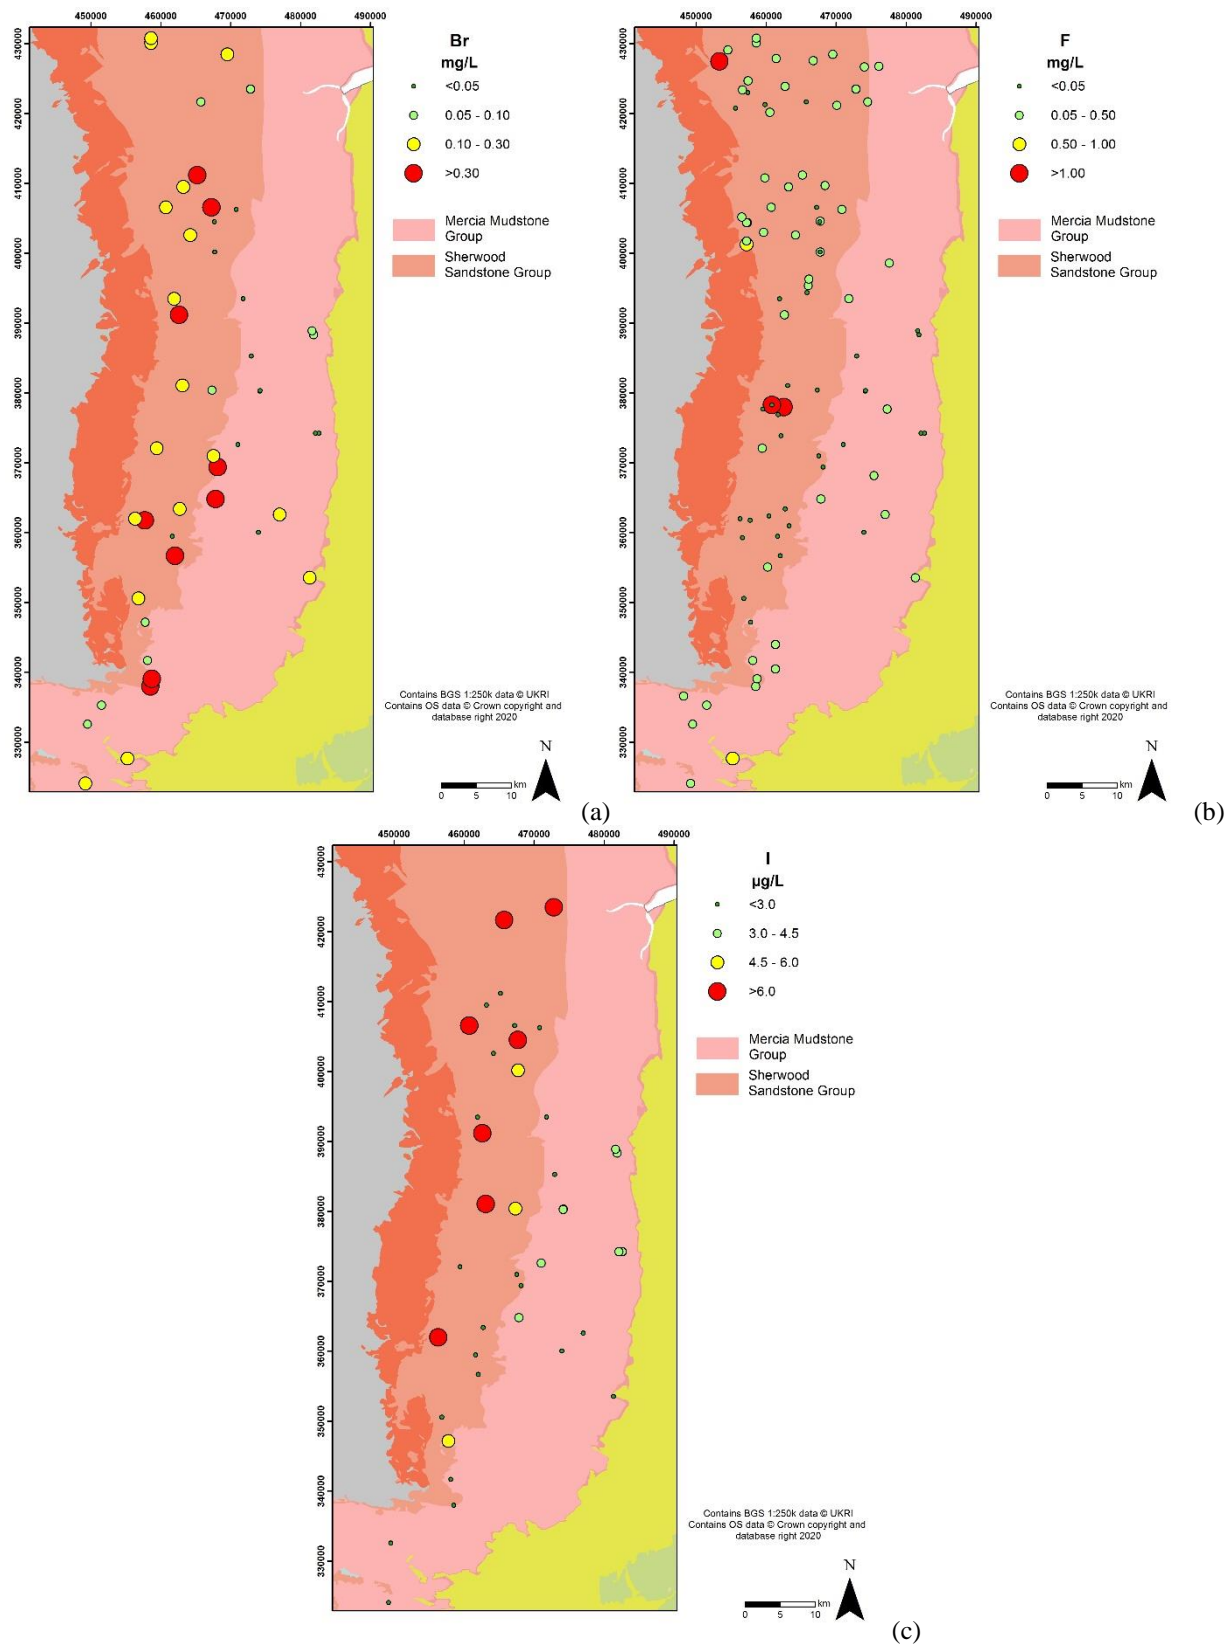 450000 460000 470000 480000 490000
430000
420000
410000
400000
390000
380000
370000
360000
350000
340000
330000
Br
mg/L
<0.05
0.05 - 0.10
0.10 - 0.30
>0.30
Mercia Mudstone
Group
Sherwood
Sandstone Group
Contains BGS 1:250k data © UKRI
Contains OS data © Crown copyright and
database right 2020
N
km
0 5 10
(a)
450000 460000 470000 480000 490000
430000
420000
410000
400000
390000
380000
370000
360000
350000
340000
330000
F
mg/L
<0.05
0.05 - 0.50
0.50 - 1.00
>1.00
Mercia Mudstone
Group
Sherwood
Sandstone Group
Contains BGS 1:250k data © UKRI
Contains OS data © Crown copyright and
database right 2020
N
km
0 5 10
(b)
450000 460000 470000 480000 490000
430000
420000
410000
400000
390000
380000
370000
360000
350000
340000
330000
I
µg/L
<3.0
3.0 - 4.5
4.5 - 6.0
>6.0
Mercia Mudstone
Group
Sherwood
Sandstone Group
Contains BGS 1:250k data © UKRI
Contains OS data © Crown copyright and
database right 2020
N
km
0 5 10
(c)